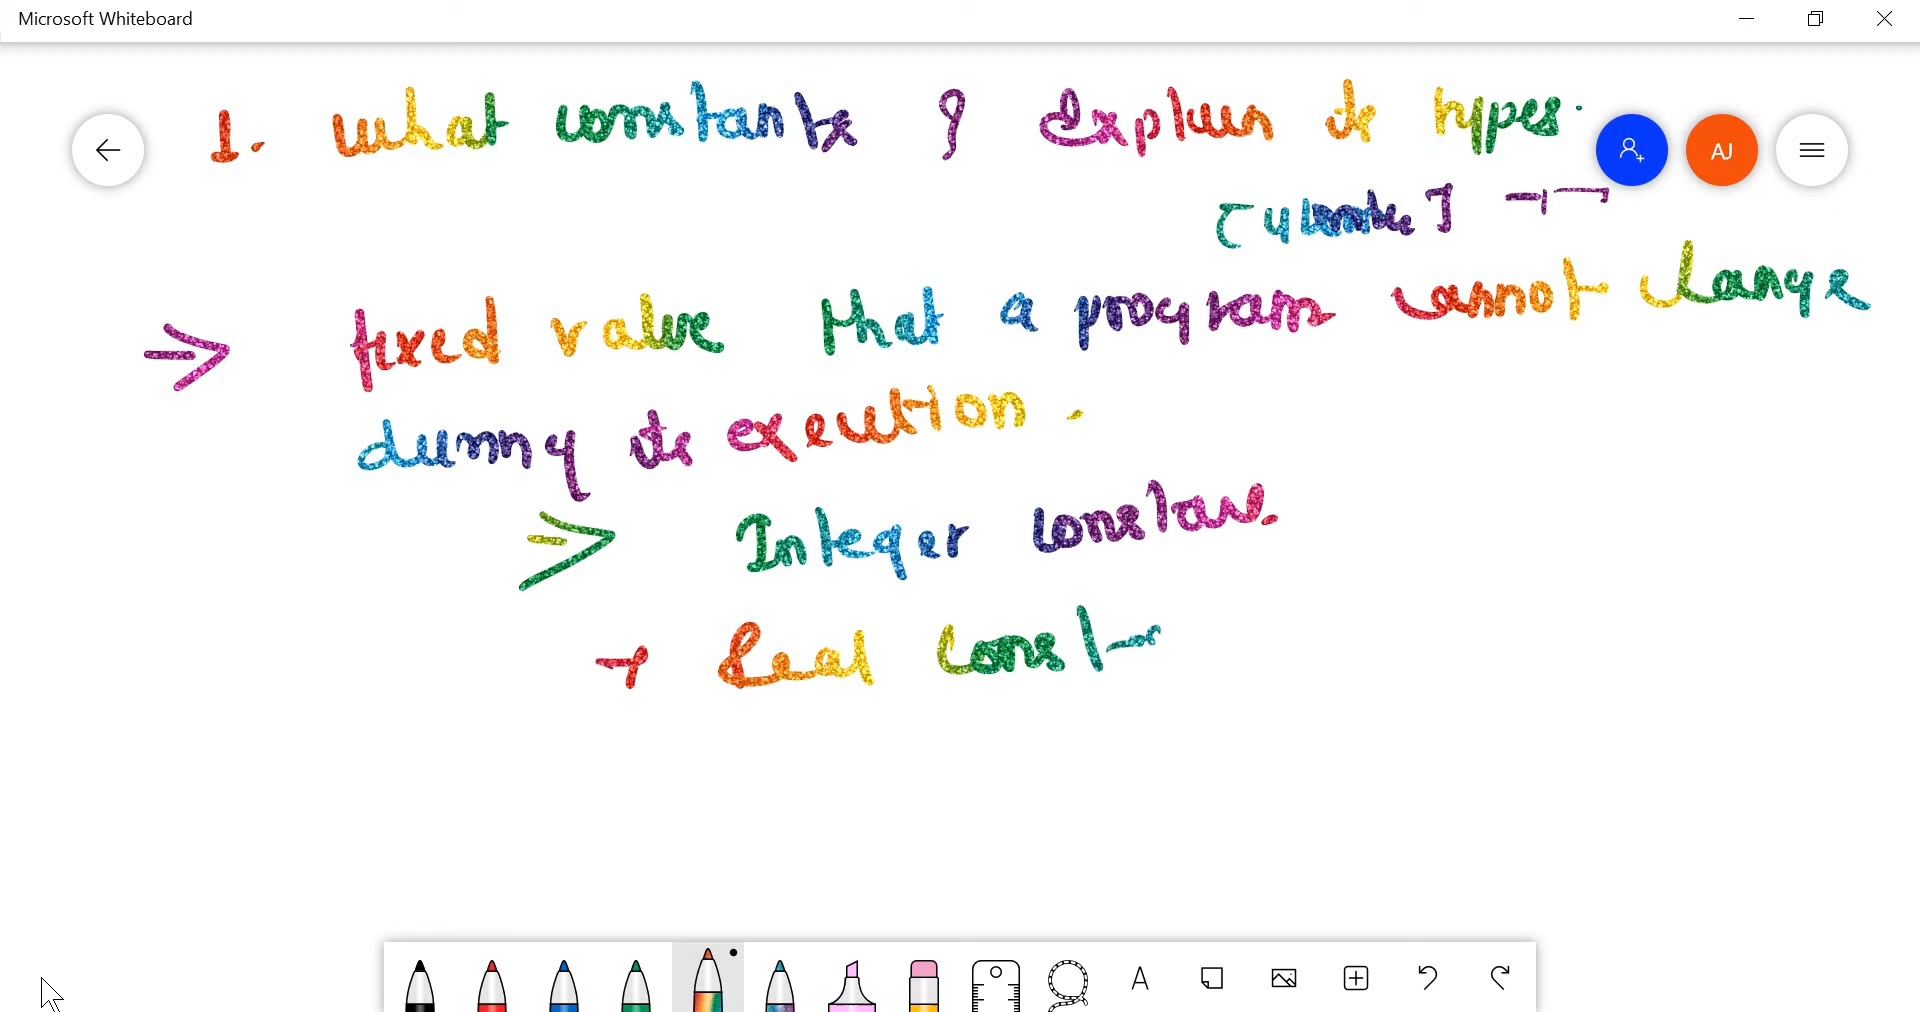 Microsoft Whiteboard
1. What constants ? Explain its types.
[4 Marks]
AJ
=> fixed value that a program cannot change
during its execution.
=> Integer constan.
Real Const
A